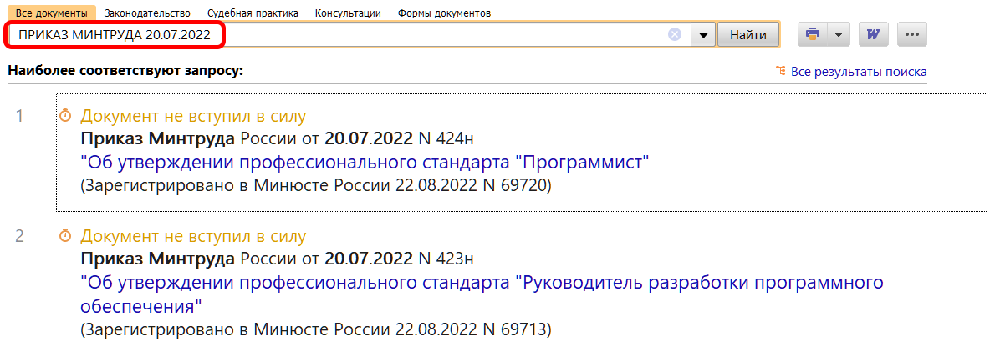 Все документы Законодательство Судебная практика Консультации Формы документов
ПРИКАЗ МИНТРУДА 20.07.2022 Найти W
Наиболее соответствуют запросу: Все результаты поиска
1 Документ не вступил в силу
Приказ Минтруда России от 20.07.2022 N 424н
"Об утверждении профессионального стандарта "Программист"
(Зарегистрировано в Минюсте России 22.08.2022 N 69720)
2 Документ не вступил в силу
Приказ Минтруда России от 20.07.2022 N 423н
"Об утверждении профессионального стандарта "Руководитель разработки программного
обеспечения"
(Зарегистрировано в Минюсте России 22.08.2022 N 69713)